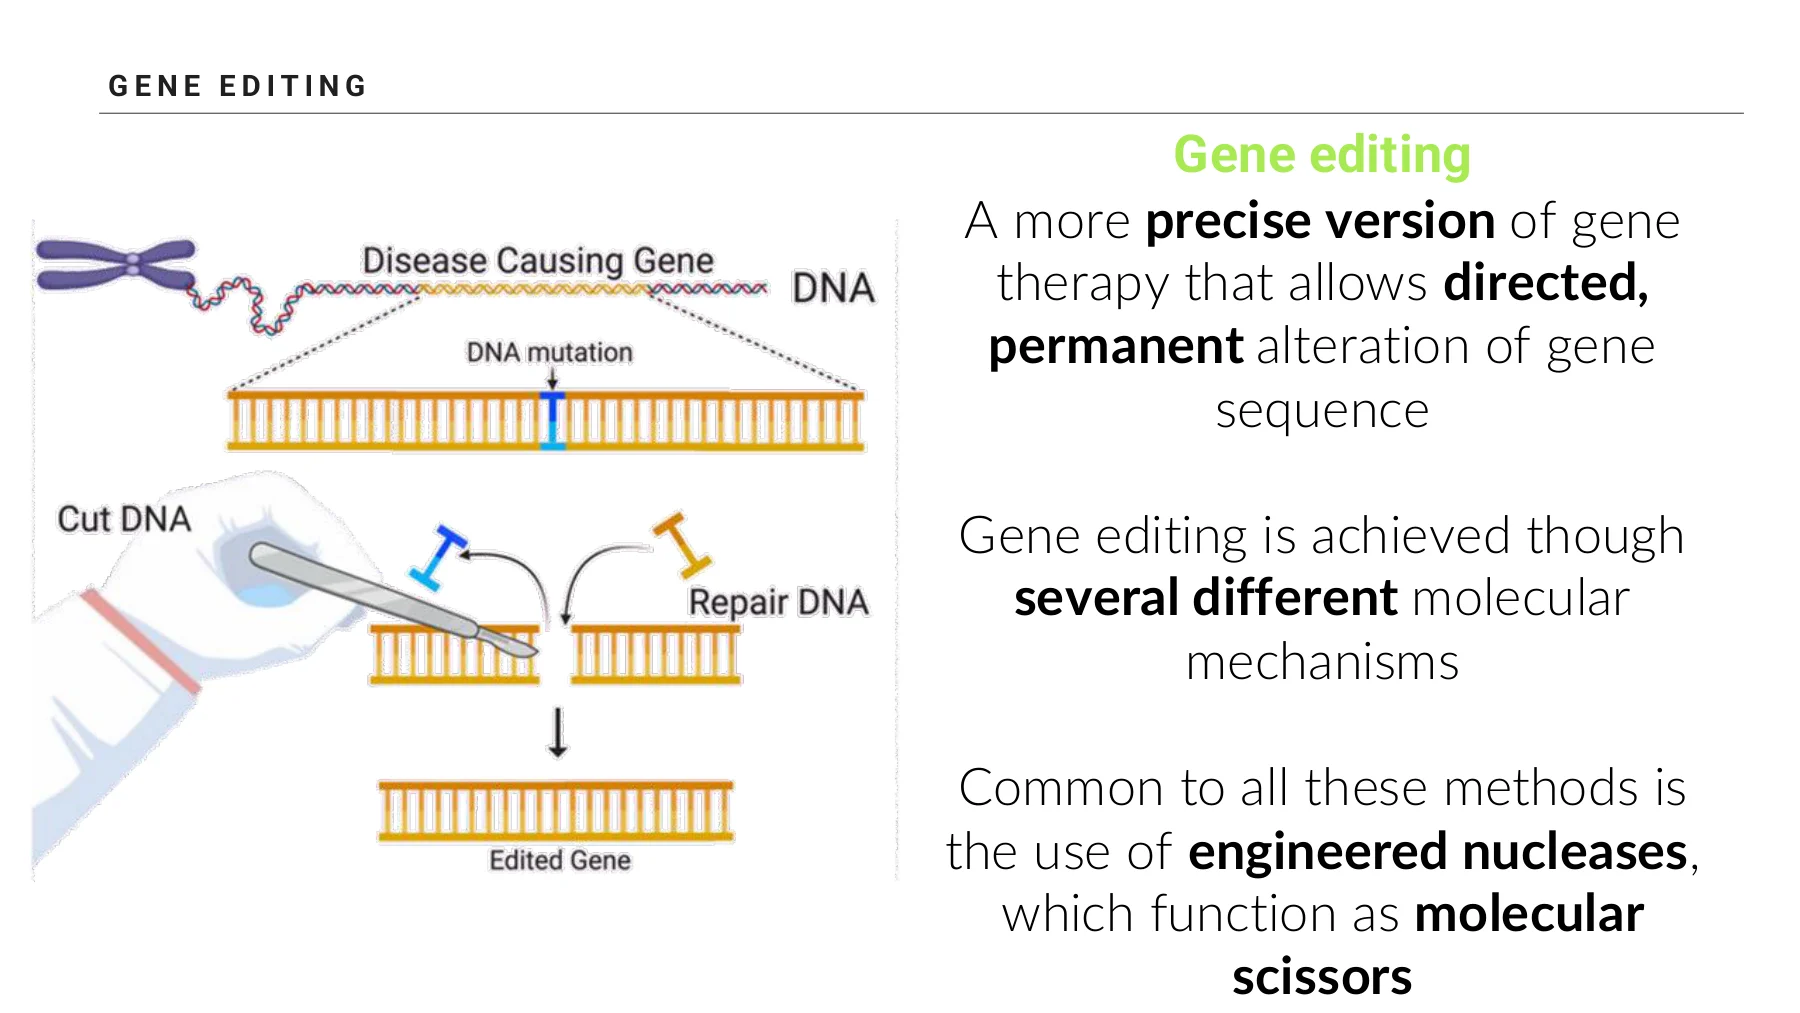 GENE EDITING
Disease Causing Gene
DNA
DNA mutation
Cut DNA
Repair DNA
Edited Gene
Gene editing
A more precise version of gene
therapy that allows directed,
permanent alteration of gene
sequence
Gene editing is achieved though
several different molecular
mechanisms
Common to all these methods is
the use of engineered nucleases,
which function as molecular
scissors